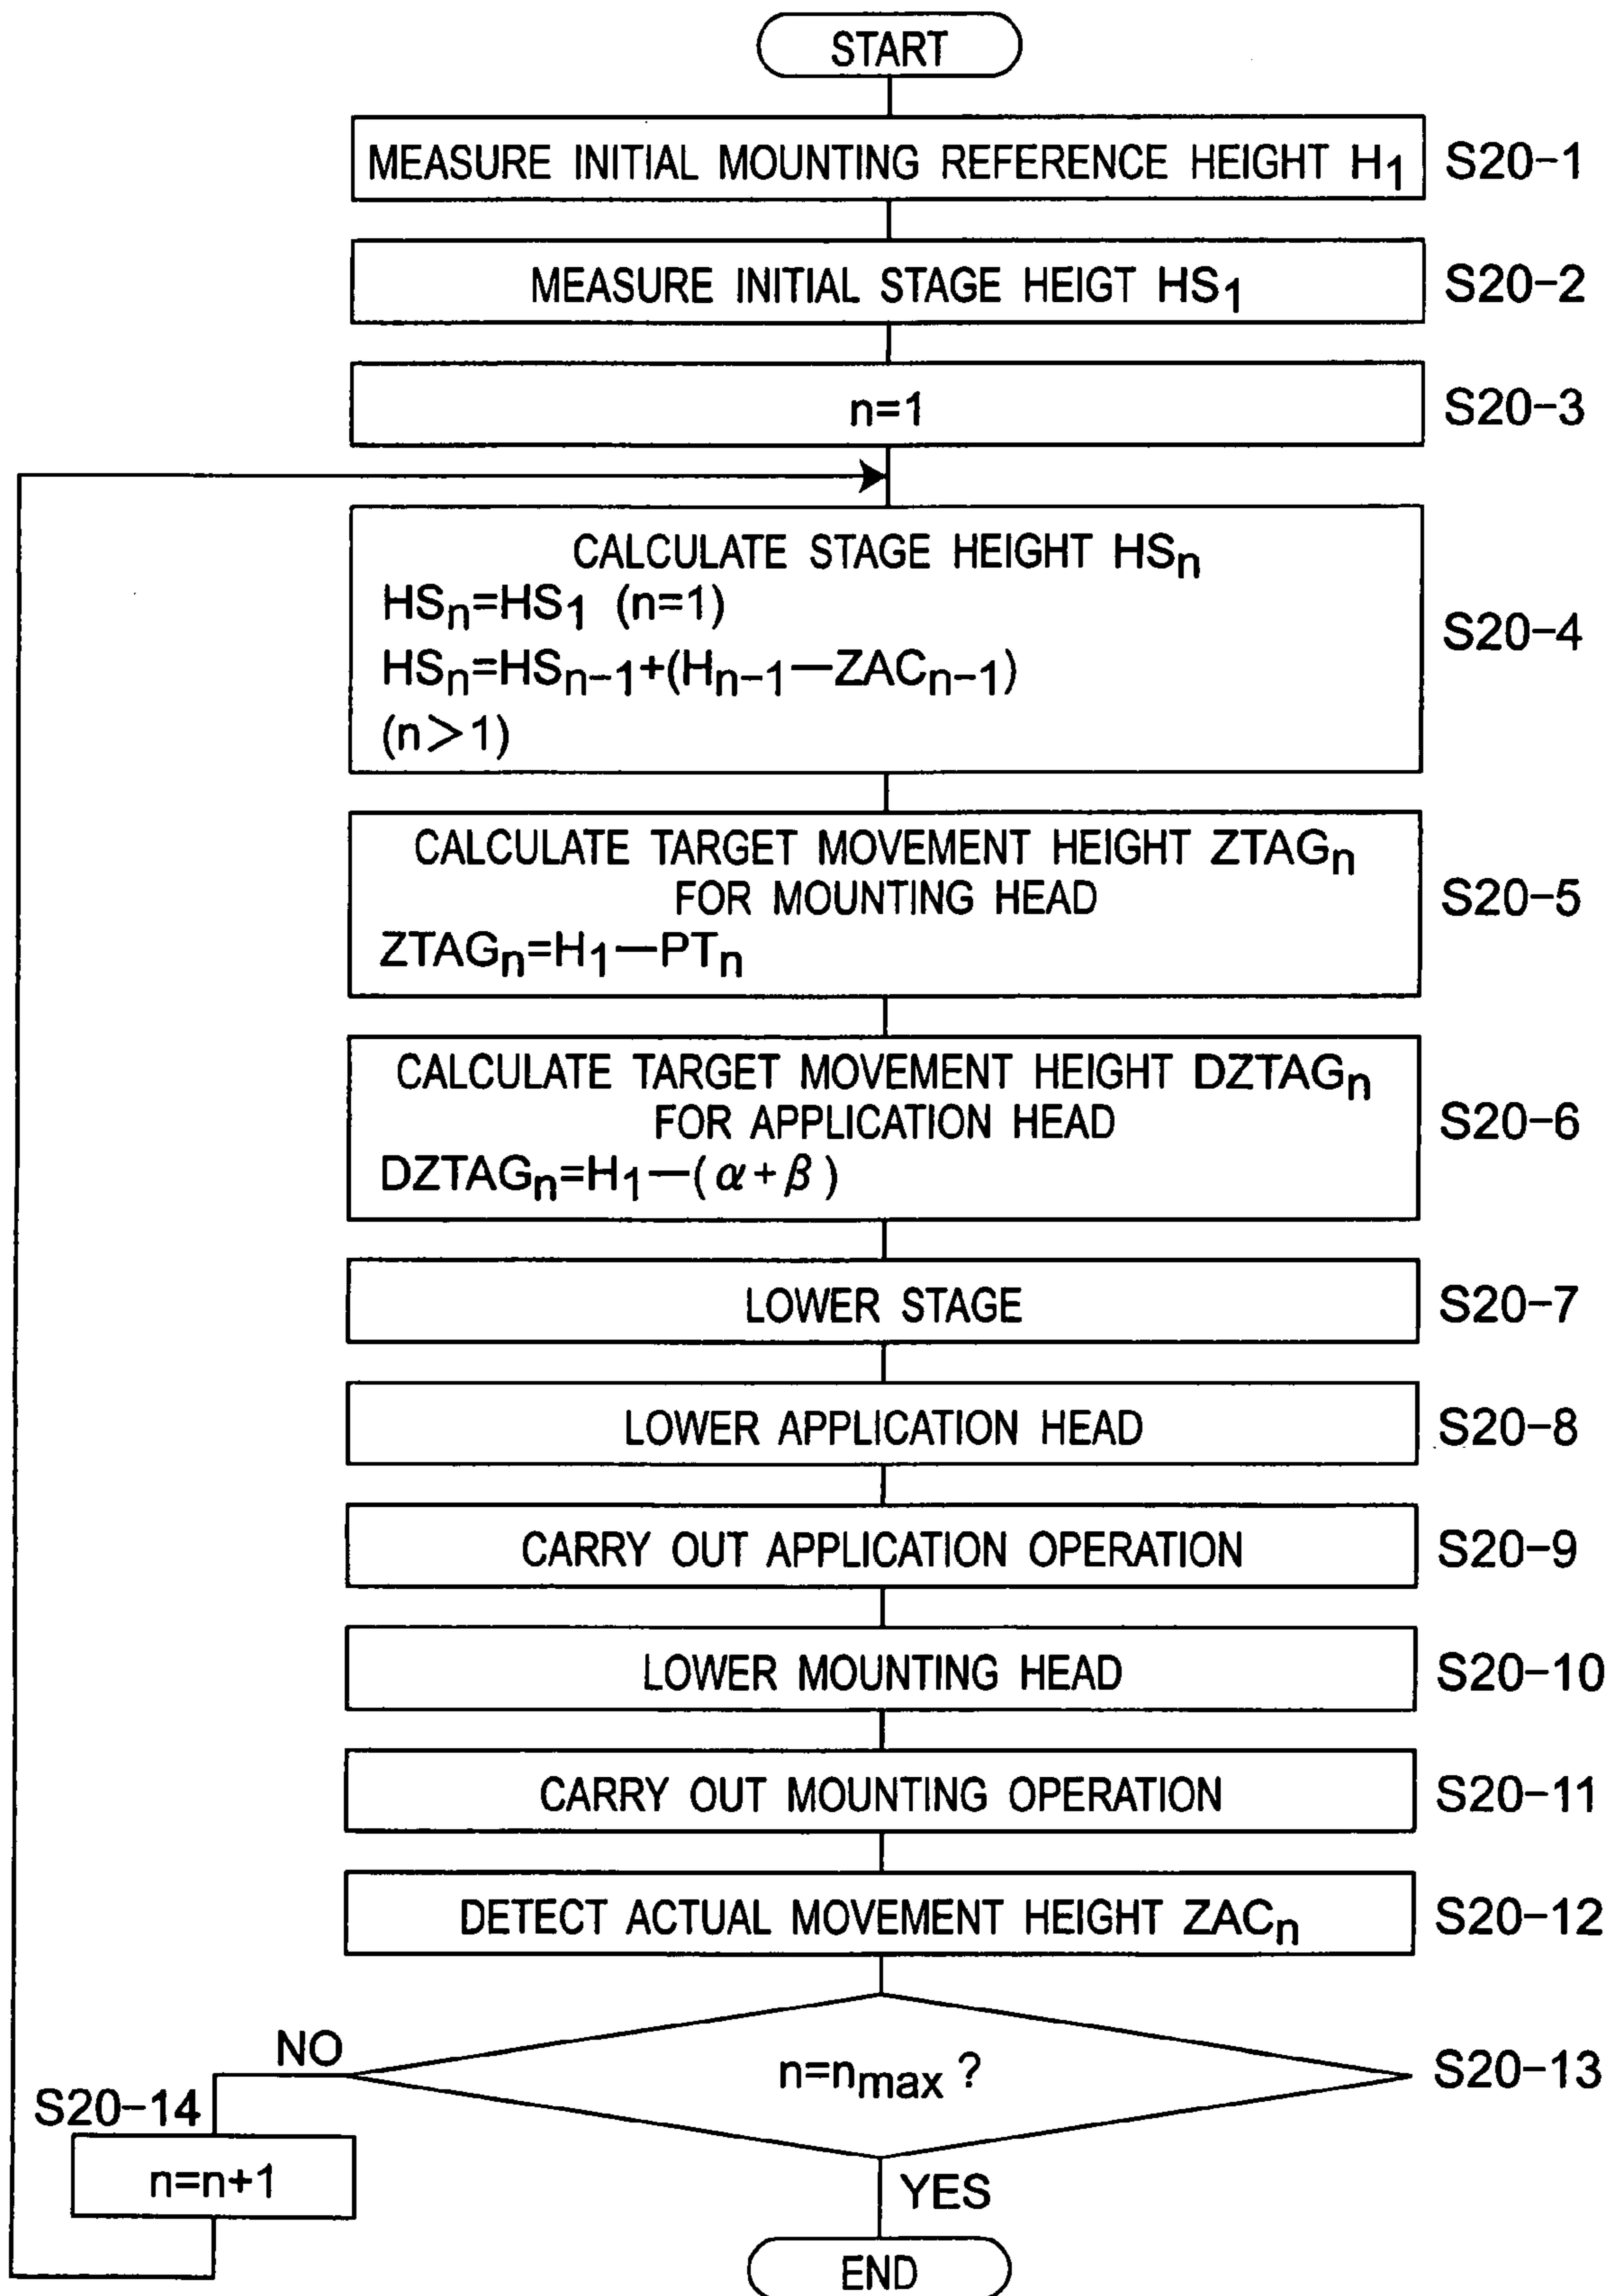 START
MEASURE INITIAL MOUNTING REFERENCE HEIGHT H1
S20-1
MEASURE INITIAL STAGE HEIGT HS1
S20-2
n=1
S20-3
CALCULATE STAGE HEIGHT HSn
HSn=HS1 (n=1)
HSn=HSn-1+(Hn-1—ZACn-1)
(n>1)
S20-4
CALCULATE TARGET MOVEMENT HEIGHT ZTAGn
FOR MOUNTING HEAD
ZTAGn=H1—PTn
S20-5
CALCULATE TARGET MOVEMENT HEIGHT DZTAGn
FOR APPLICATION HEAD
DZTAGn=H1—(α+β)
S20-6
LOWER STAGE
S20-7
LOWER APPLICATION HEAD
S20-8
CARRY OUT APPLICATION OPERATION
S20-9
LOWER MOUNTING HEAD
S20-10
CARRY OUT MOUNTING OPERATION
S20-11
DETECT ACTUAL MOVEMENT HEIGHT ZACn
S20-12
NO
n=nmax ?
S20-13
S20-14
n=n+1
YES
END